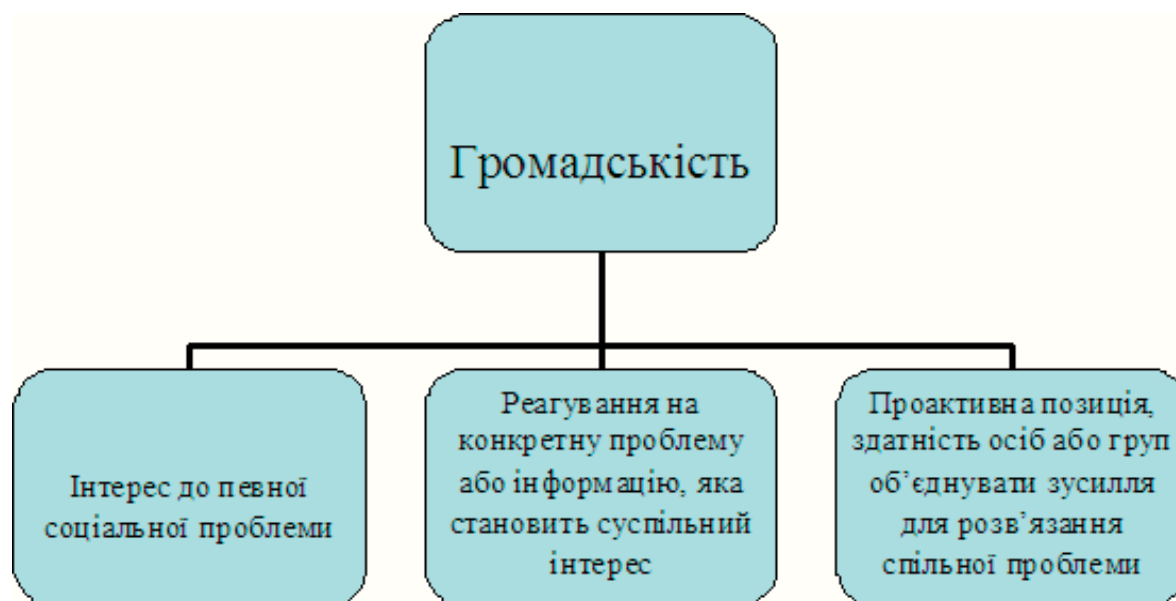 Громадськість
Інтерес до певної
соціальної проблеми
Реагування на
конкретну проблему
або інформацію, яка
становить суспільний
інтерес
Проактивна позиція,
здатність осіб або груп
об’єднувати зусилля
для розв’язання
спільної проблеми